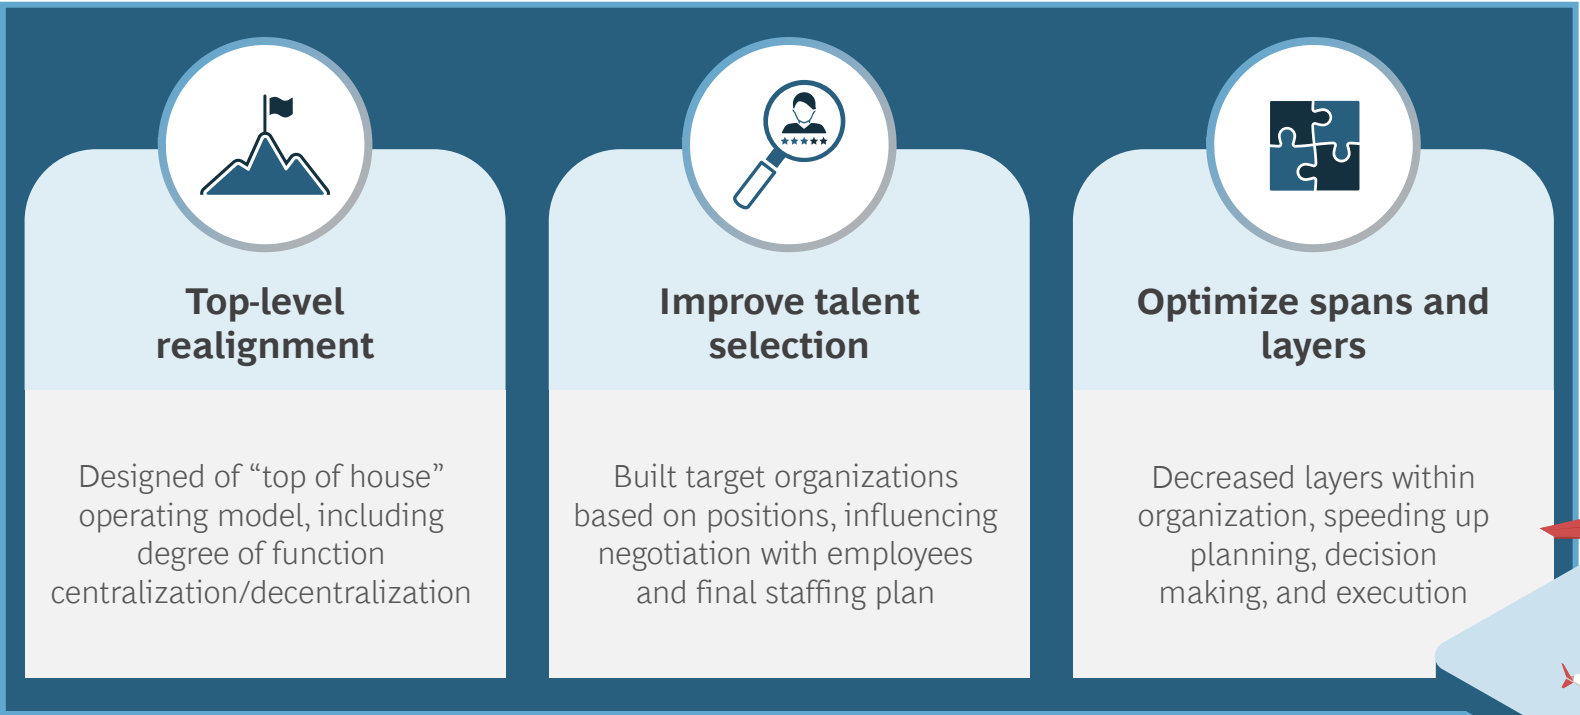 Top-level
realignment
Designed of “top of house”
operating model, including
degree of function
centralization/decentralization
Improve talent
selection
Built target organizations
based on positions, influencing
negotiation with employees
and final staffing plan
Optimize spans and
layers
Decreased layers within
organization, speeding up
planning, decision
making, and execution